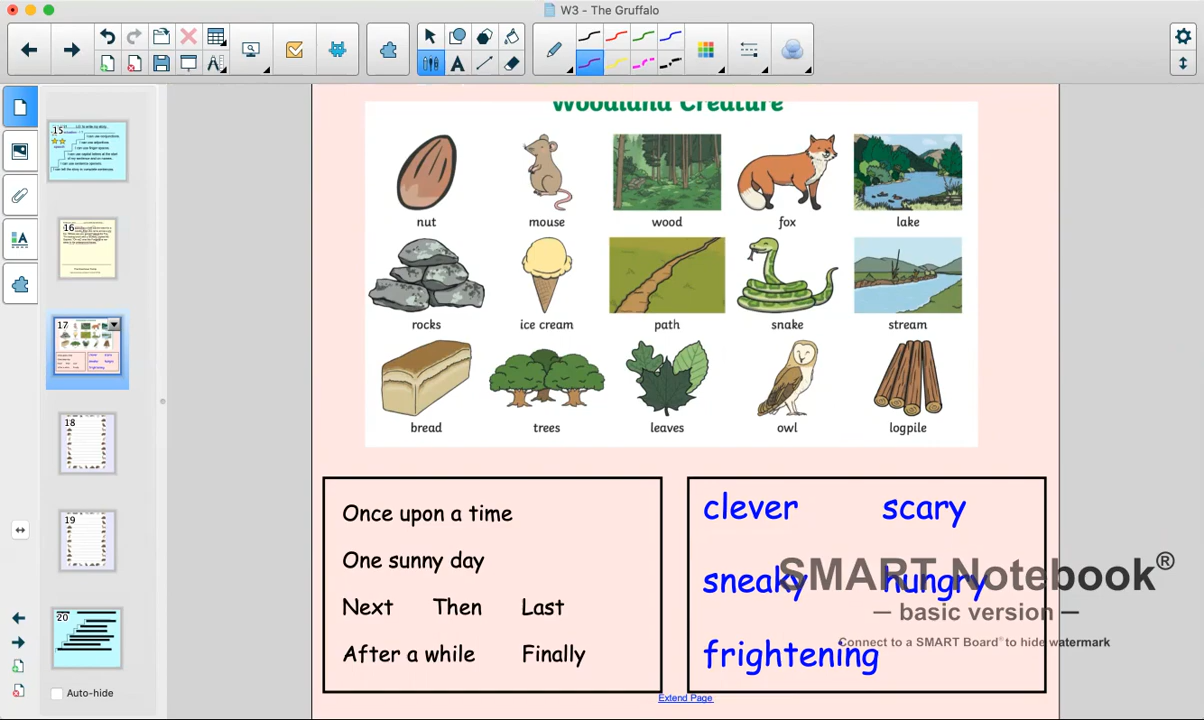 W3 - The Gruffalo
15
16
17
18
19
20
Auto-hide
Woodland Creature
nut mouse wood fox lake
rocks ice cream path snake stream
bread trees leaves owl logpile
Once upon a time
One sunny day
Next Then Last
After a while Finally
clever scary
sneaky hungry
frightening
SMART Notebook®
— basic version —
Connect to a SMART Board® to hide watermark
Extend Page